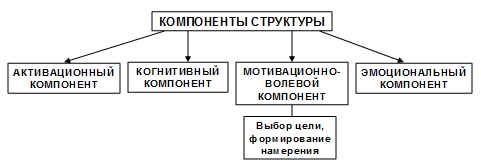 КОМПОНЕНТЫ СТРУКТУРЫ
АКТИВАЦИОННЫЙ
КОМПОНЕНТ
КОГНИТИВНЫЙ
КОМПОНЕНТ
МОТИВАЦИОННО-
ВОЛЕВОЙ
КОМПОНЕНТ
ЭМОЦИОНАЛЬНЫЙ
КОМПОНЕНТ
Выбор цели,
формирование
намерения